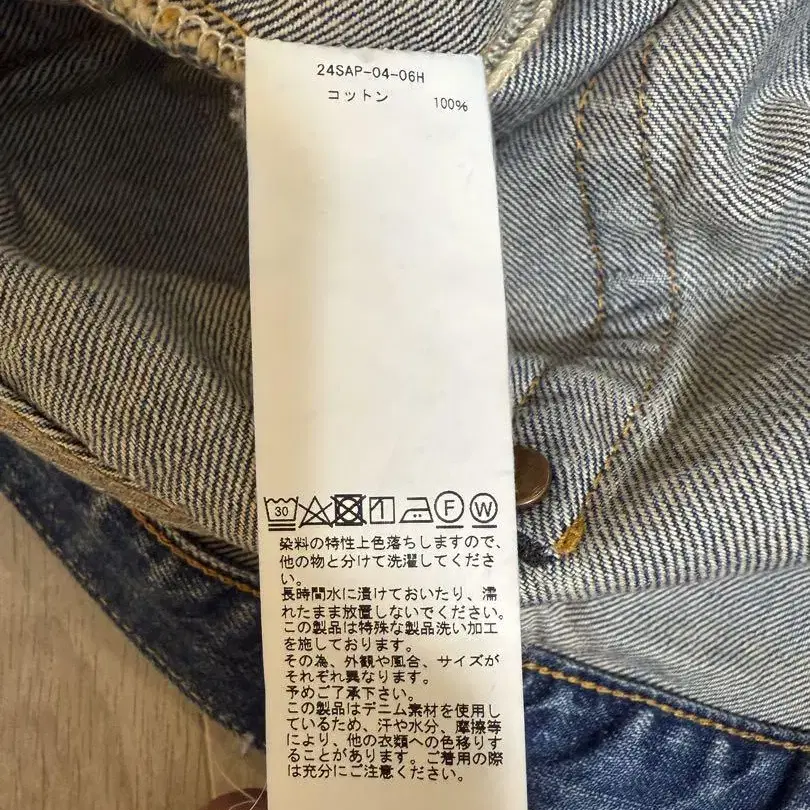 24SAP-04-06H
コットン 100%
30 F W
染料の特性上色落ちしますので、
他の物と分けて洗濯してくださ
い。
長時間水に漬けておいたり、濡
れたまま放置しないでください。
この製品は特殊な製品洗い加工
を施しております。
その為、外観や風合、サイズが
それぞれ異なります。
予めご了承下さい。
この製品はデニム素材を使用し
ているため、汗や水分、摩擦等
により、他の衣類への色移りす
ることがあります。ご着用の際
は充分にご注意ください。